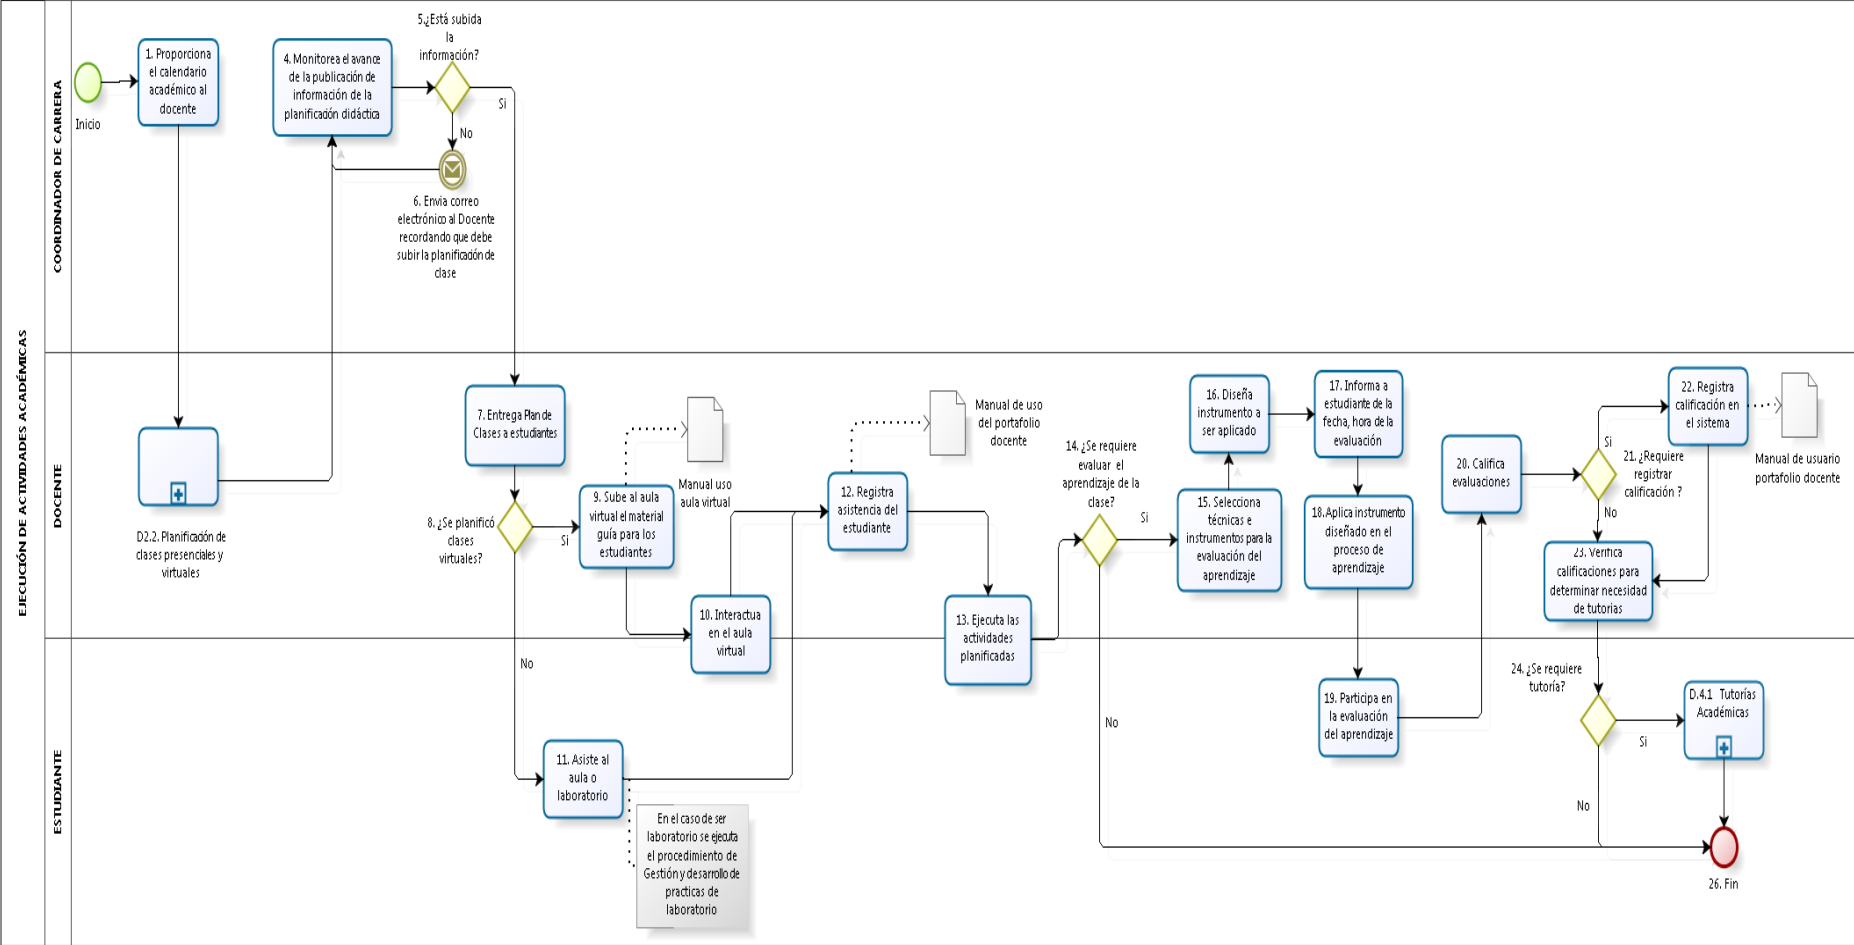 EJECUCIÓN DE ACTIVIDADES ACADÉMICAS
COORDINADOR DE CARRERA
Inicio
1. Proporciona
el calendario
académico al
docente
4. Monitorea el avance
de la publicación de
información de la
planificación didáctica
5.¿Está subida
la
información?
Si
No
6. Envia correo
electrónico al Docente
recordando que debe
subir la planificación de
clase
DOCENTE
D2.2. Planificación de
clases presenciales y
virtuales
7. Entrega Plan de
Clases a estudiantes
8. ¿Se planificó
clases
virtuales?
Si
No
9. Sube al aula
virtual el material
guía para los
estudiantes
Manual uso
aula virtual
10. Interactua
en el aula
virtual
12. Registra
asistencia del
estudiante
Manual de uso
del portafolio
docente
13. Ejecuta las
actividades
planificadas
14. ¿Se requiere
evaluar el
aprendizaje de la
clase?
Si
No
15. Selecciona
técnicas e
instrumentos para la
evaluación del
aprendizaje
16. Diseña
instrumento a
ser aplicado
17. Informa a
estudiante de la
fecha, hora de la
evaluación
18.Aplica instrumento
diseñado en el
proceso de
aprendizaje
20. Califica
evaluaciones
21. ¿Requiere
registrar
calificación ?
Si
No
22. Registra
calificación en
el sistema
Manual de usuario
portafolio docente
23. Verifica
calificaciones para
determinar necesidad
de tutorias
ESTUDIANTE
11. Asiste al
aula o
laboratorio
En el caso de ser
laboratorio se ejecuta
el procedimiento de
Gestión y desarrollo de
practicas de
laboratorio
19. Participa en
la evaluación
del aprendizaje
24. ¿Se requiere
tutoría?
Si
No
D.4.1 Tutorías
Académicas
26. Fin